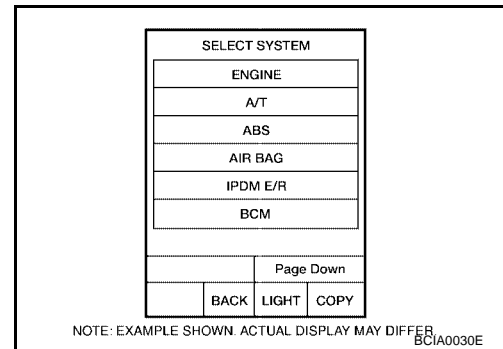 SELECT SYSTEM
ENGINE
A/T
ABS
AIR BAG
IPDM E/R
BCM
Page Down
BACK LIGHT COPY
NOTE: EXAMPLE SHOWN. ACTUAL DISPLAY MAY DIFFER.
BCIA0030E